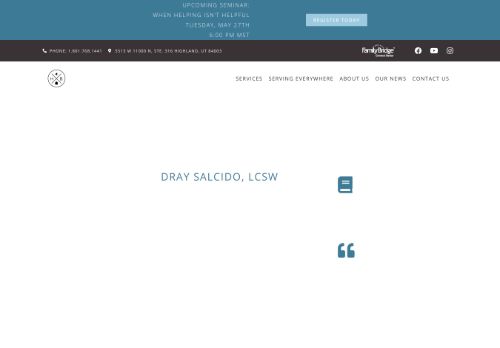 UPCOMING SEMINAR:
WHEN HELPING ISN'T HELPFUL
TUESDAY, MAY 27TH
6:00 PM MST
REGISTER TODAY
PHONE: 1.801.768.1441
5513 W 11000 N, STE. 316 HIGHLAND, UT 84003
FamilyBridge
SERVICES SERVING EVERYWHERE ABOUT US OUR NEWS CONTACT US
DRAY SALCIDO, LCSW